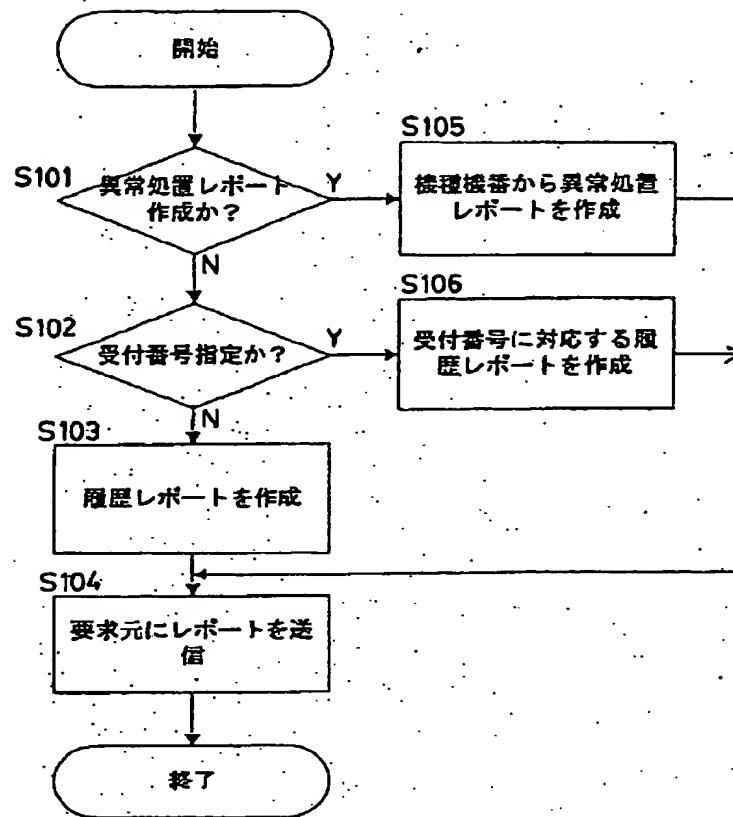 開始
S101
異常処置レポート
作成か?
Y
N
S105
機種機番から異常処置
レポートを作成
S102
受付番号指定か?
Y
N
S106
受付番号に対応する履
歴レポートを作成
S103
履歴レポートを作成
S104
要求元にレポートを送
信
終了